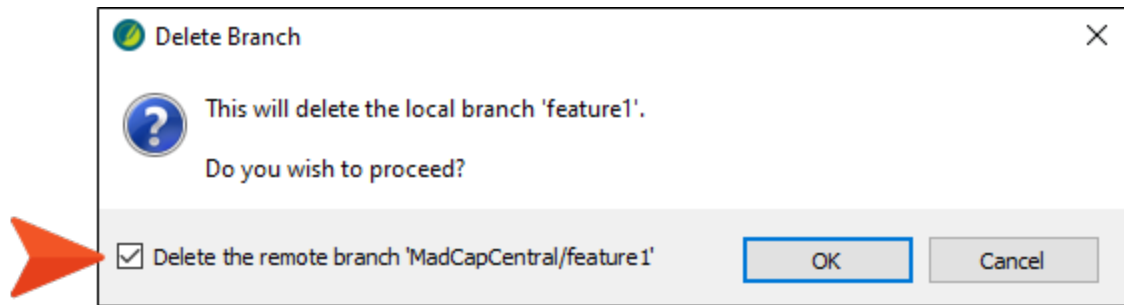 Delete Branch
This will delete the local branch 'feature1'.
Do you wish to proceed?
Delete the remote branch 'MadCapCentral/feature1'
OK
Cancel